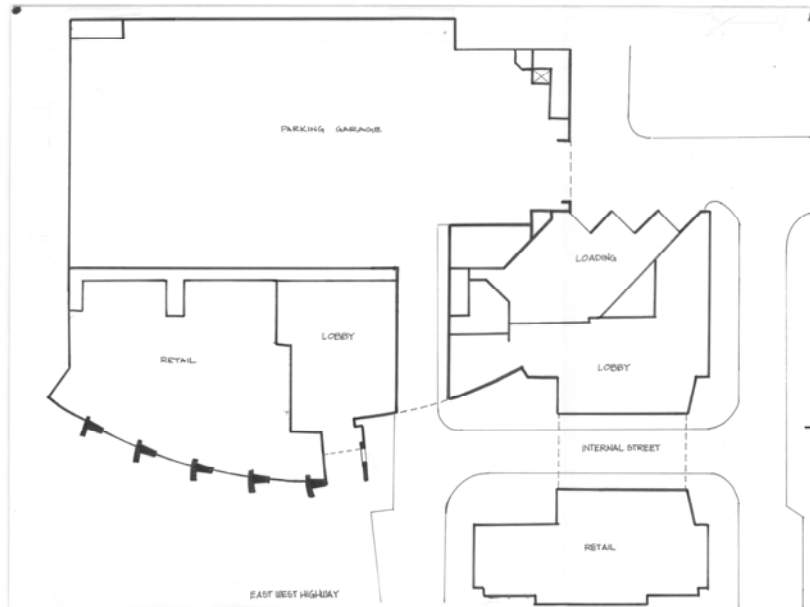 PARKING GARAGE
LOADING
LOBBY
RETAIL
LOBBY
INTERNAL STREET
RETAIL
EAST WEST HIGHWAY